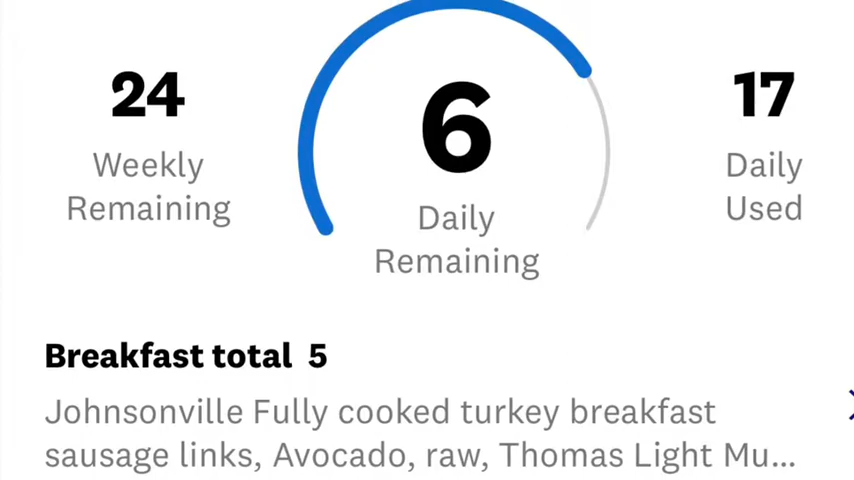 24
Weekly
Remaining
6
Daily
Remaining
17
Daily
Used
Breakfast total 5
Johnsonville Fully cooked turkey breakfast
sausage links, Avocado, raw, Thomas Light Mu...